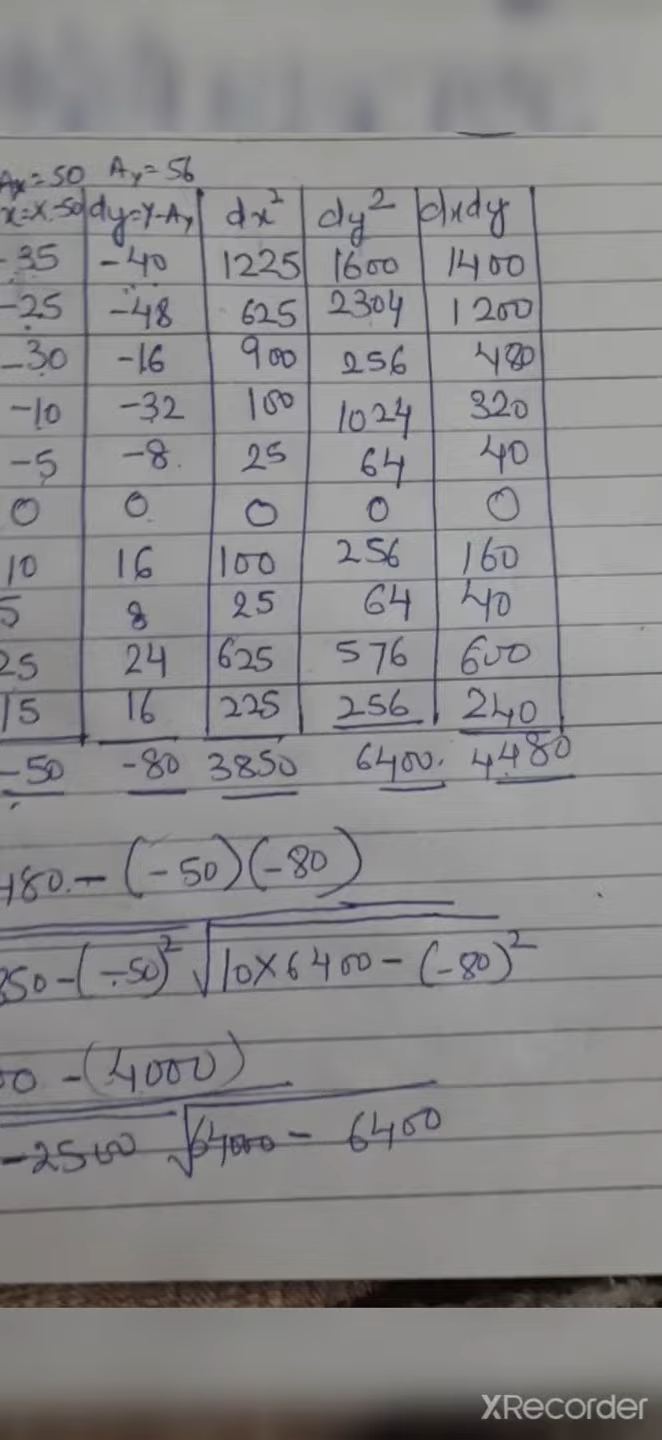 Ax=50 Ay=56
x=X-50 dy=Y-Ay dx² dy² dxdy
-35 -40 1225 1600 1400
-25 -48 625 2304 1200
-30 -16 900 256 480
-10 -32 100 1024 320
-5 -8 25 64 40
0 0 0 0 0
10 16 100 256 160
5 8 25 64 40
25 24 625 576 600
15 16 225 256 240
-50 -80 3850 6400. 4480
480.-(-50)(-80)
850-(-50)² √10×6400-(-80)²
00-(4000)
-2500 √64000-6400
XRecorder